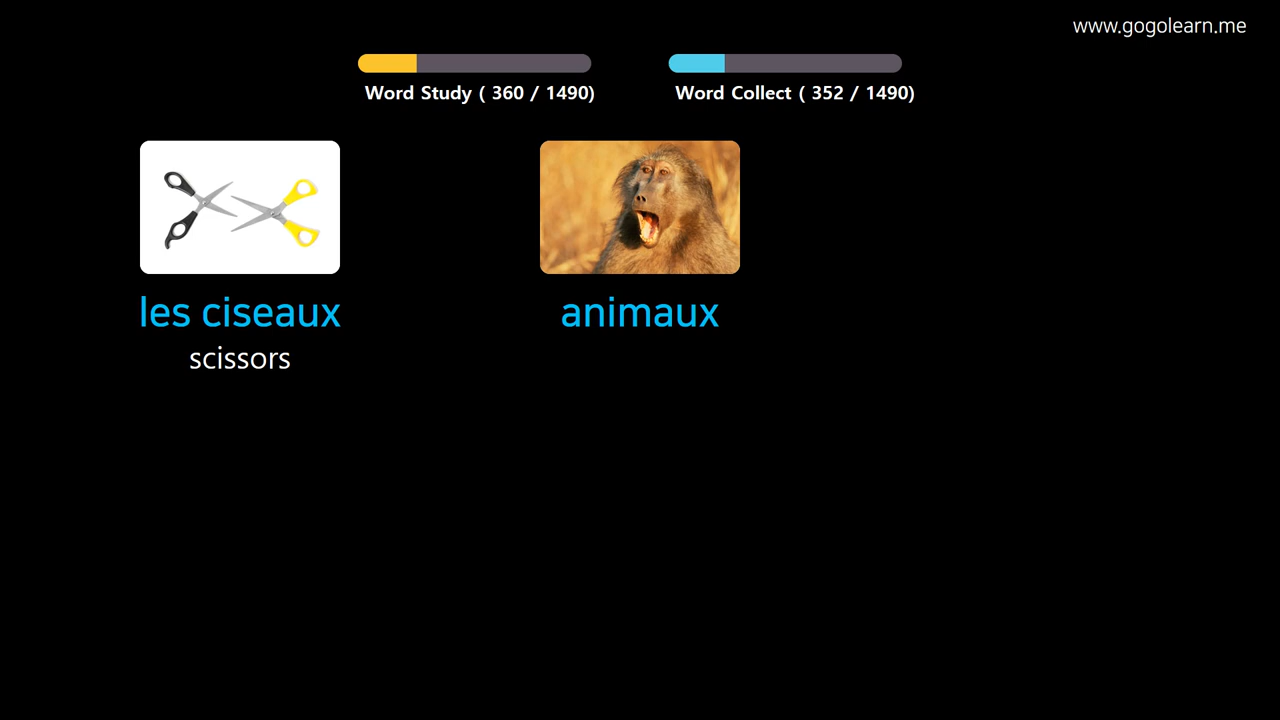 www.gogolearn.me
Word Study ( 360 / 1490)
Word Collect ( 352 / 1490)
les ciseaux
animaux
scissors